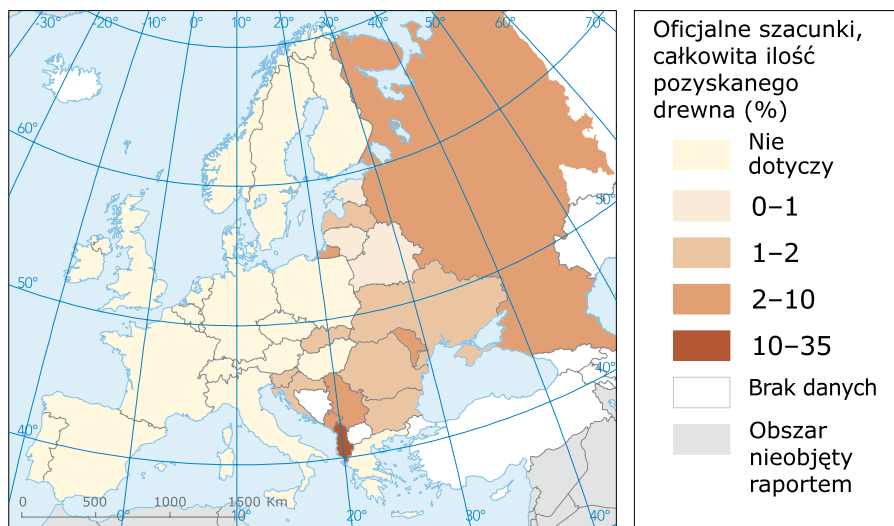 -30° -20° -10° 0° 10° 20° 30° 40° 50° 60° 70°
60°
50°
50°
40°
40°
0 500 1000 1500 Km
0° 10° 20° 30° 40°
Oficjalne szacunki,
całkowita ilość
pozyskanego
drewna (%)
Nie
dotyczy
0–1
1–2
2–10
10–35
Brak danych
Obszar
nieobjęty
raportem